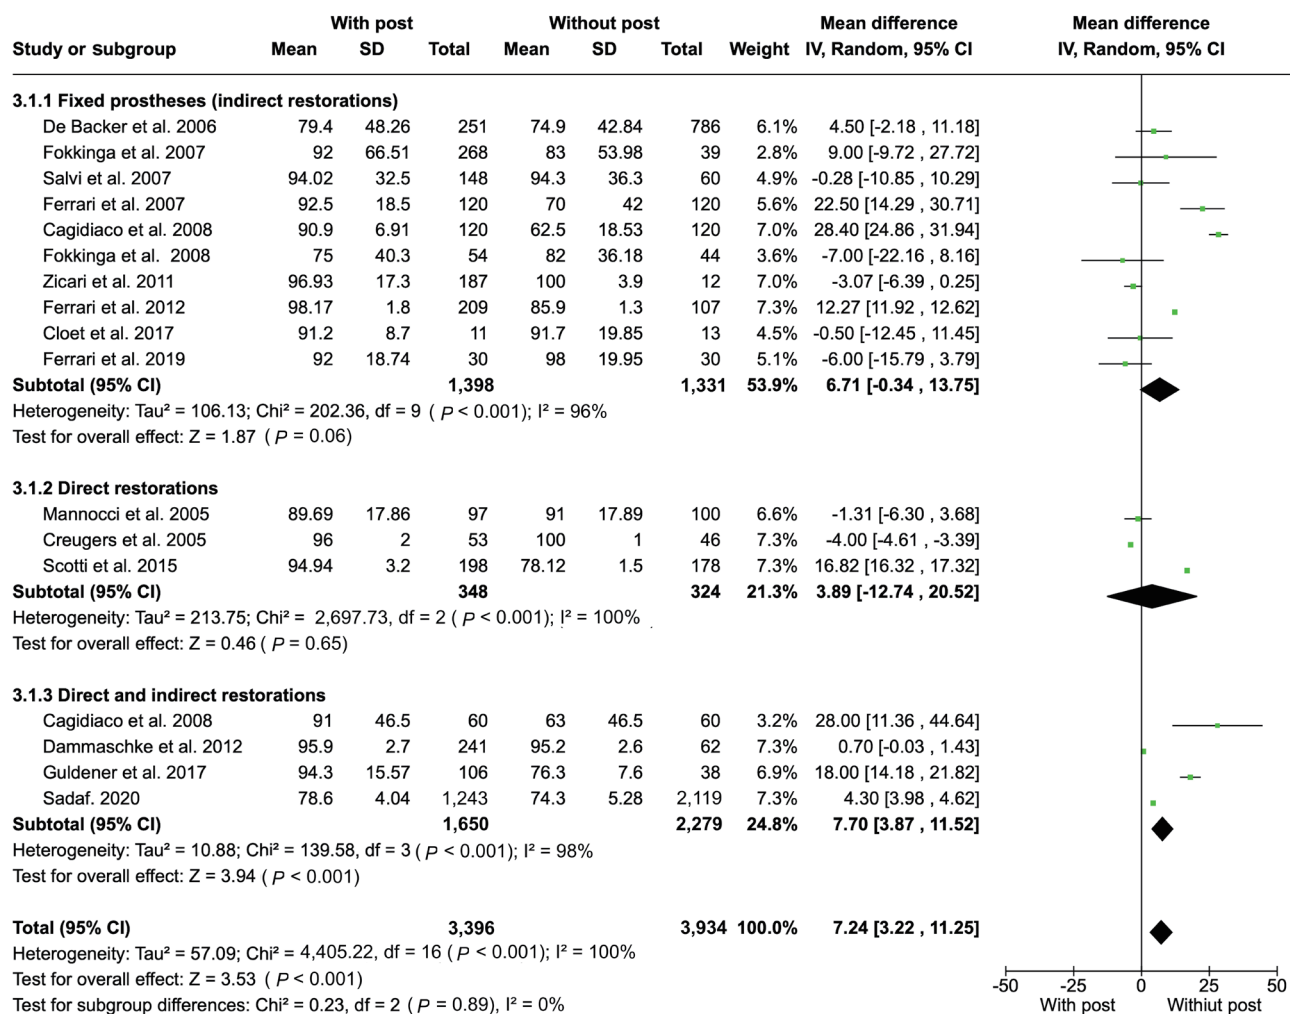 With post Without post Mean difference Mean difference
Study or subgroup Mean SD Total Mean SD Total Weight IV, Random, 95% CI IV, Random, 95% CI
3.1.1 Fixed prostheses (indirect restorations)
De Backer et al. 2006 79.4 48.26 251 74.9 42.84 786 6.1% 4.50 [-2.18 , 11.18]
Fokkinga et al. 2007 92 66.51 268 83 53.98 39 2.8% 9.00 [-9.72 , 27.72]
Salvi et al. 2007 94.02 32.5 148 94.3 36.3 60 4.9% -0.28 [-10.85 , 10.29]
Ferrari et al. 2007 92.5 18.5 120 70 42 120 5.6% 22.50 [14.29 , 30.71]
Cagidiaco et al. 2008 90.9 6.91 120 62.5 18.53 120 7.0% 28.40 [24.86 , 31.94]
Fokkinga et al. 2008 75 40.3 54 82 36.18 44 3.6% -7.00 [-22.16 , 8.16]
Zicari et al. 2011 96.93 17.3 187 100 3.9 12 7.0% -3.07 [-6.39 , 0.25]
Ferrari et al. 2012 98.17 1.8 209 85.9 1.3 107 7.3% 12.27 [11.92 , 12.62]
Cloet et al. 2017 91.2 8.7 11 91.7 19.85 13 4.5% -0.50 [-12.45 , 11.45]
Ferrari et al. 2019 92 18.74 30 98 19.95 30 5.1% -6.00 [-15.79 , 3.79]
Subtotal (95% CI) 1,398 1,331 53.9% 6.71 [-0.34 , 13.75]
Heterogeneity: Tau² = 106.13; Chi² = 202.36, df = 9 ( P < 0.001); I² = 96%
Test for overall effect: Z = 1.87 ( P = 0.06)
3.1.2 Direct restorations
Mannocci et al. 2005 89.69 17.86 97 91 17.89 100 6.6% -1.31 [-6.30 , 3.68]
Creugers et al. 2005 96 2 53 100 1 46 7.3% -4.00 [-4.61 , -3.39]
Scotti et al. 2015 94.94 3.2 198 78.12 1.5 178 7.3% 16.82 [16.32 , 17.32]
Subtotal (95% CI) 348 324 21.3% 3.89 [-12.74 , 20.52]
Heterogeneity: Tau² = 213.75; Chi² = 2,697.73, df = 2 ( P < 0.001); I² = 100%
Test for overall effect: Z = 0.46 ( P = 0.65)
3.1.3 Direct and indirect restorations
Cagidiaco et al. 2008 91 46.5 60 63 46.5 60 3.2% 28.00 [11.36 , 44.64]
Dammaschke et al. 2012 95.9 2.7 241 95.2 2.6 62 7.3% 0.70 [-0.03 , 1.43]
Guldener et al. 2017 94.3 15.57 106 76.3 7.6 38 6.9% 18.00 [14.18 , 21.82]
Sadaf. 2020 78.6 4.04 1,243 74.3 5.28 2,119 7.3% 4.30 [3.98 , 4.62]
Subtotal (95% CI) 1,650 2,279 24.8% 7.70 [3.87 , 11.52]
Heterogeneity: Tau² = 10.88; Chi² = 139.58, df = 3 ( P < 0.001); I² = 98%
Test for overall effect: Z = 3.94 ( P < 0.001)
Total (95% CI) 3,396 3,934 100.0% 7.24 [3.22 , 11.25]
Heterogeneity: Tau² = 57.09; Chi² = 4,405.22, df = 16 ( P < 0.001); I² = 100%
Test for overall effect: Z = 3.53 ( P < 0.001)
Test for subgroup differences: Chi² = 0.23, df = 2 ( P = 0.89), I² = 0%
-50 -25 0 25 50
With post Withiut post